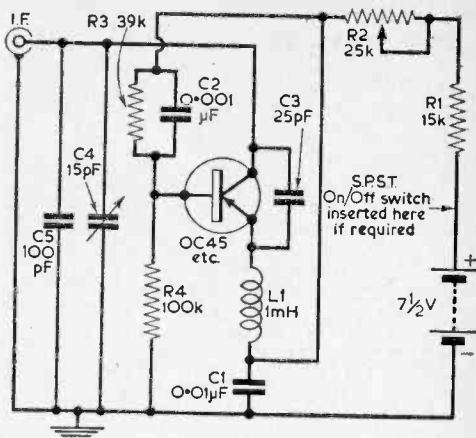 I.F.
R3 39k
C2
0·001
µF
C3
25pF
R2
25k
R1
15k
C4
15pF
S.P.S.T.
On/Off switch
inserted here
if required
OC45
etc.
C5
100
pF
R4
100k
L1
1mH
7½V
+
−
C1
0·01µF